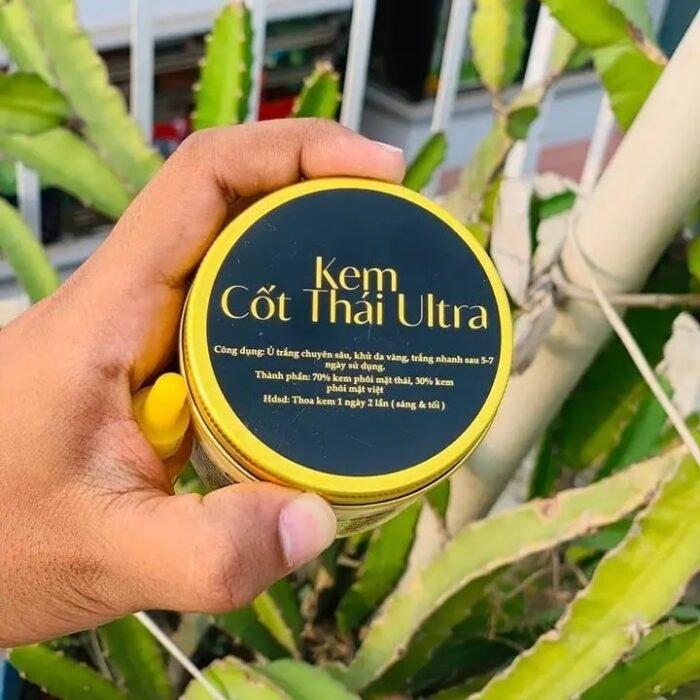 Kem
Cốt Thái Ultra
Công dụng: Ủ trắng chuyên sâu, khử da vàng, trắng nhanh sau 5-7
ngày sử dụng.
Thành phần: 70% kem phôi mặt thái, 30% kem
phôi mặt việt
Hdsd: Thoa kem 1 ngày 2 lần ( sáng & tối )